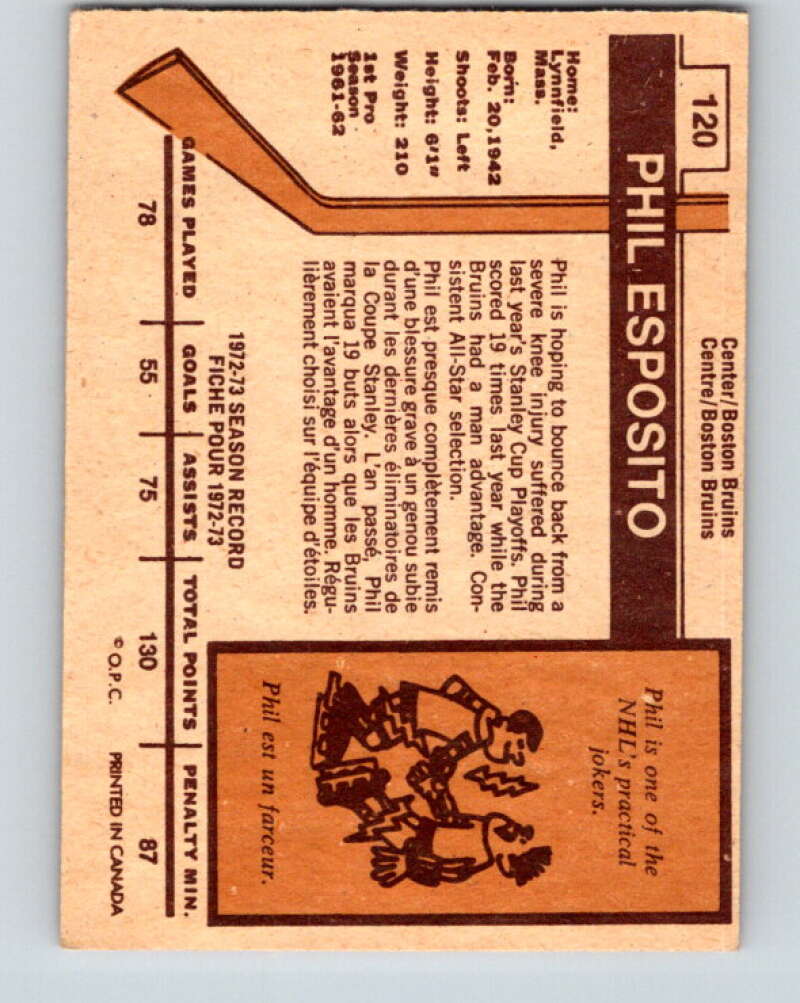 120
Center/Boston Bruins
Centre/Boston Bruins
PHIL ESPOSITO
Home:
Lynnfield,
Mass.
Born:
Feb. 20,1942
Shoots: Left
Height: 6'1"
Weight: 210
1st Pro
Season
1961-62
Phil is hoping to bounce back from a
severe knee injury suffered during
last year's Stanley Cup Playoffs. Phil
scored 19 times last year while the
Bruins had a man advantage. Con-
sistent All-Star selection.
Phil est presque complètement remis
d'une blessure grave à un genou subie
durant les dernières éliminatoires de
la Coupe Stanley. L'an passé, Phil
marqua 19 buts alors que les Bruins
avaient l'avantage d'un homme. Régu-
lièrement choisi sur l'équipe d'étoiles.
Phil is one of the
NHL's practical
jokers.
Phil est un farceur.
1972-73 SEASON RECORD
FICHE POUR 1972-73
GAMES PLAYED GOALS ASSISTS TOTAL POINTS PENALTY MIN.
78 55 75 130 87
© O.P.C. PRINTED IN CANADA